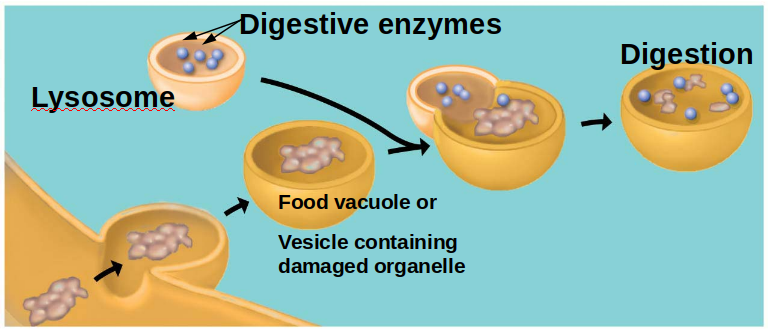 Digestive enzymes
Digestion
Lysosome
Food vacuole or
Vesicle containing
damaged organelle